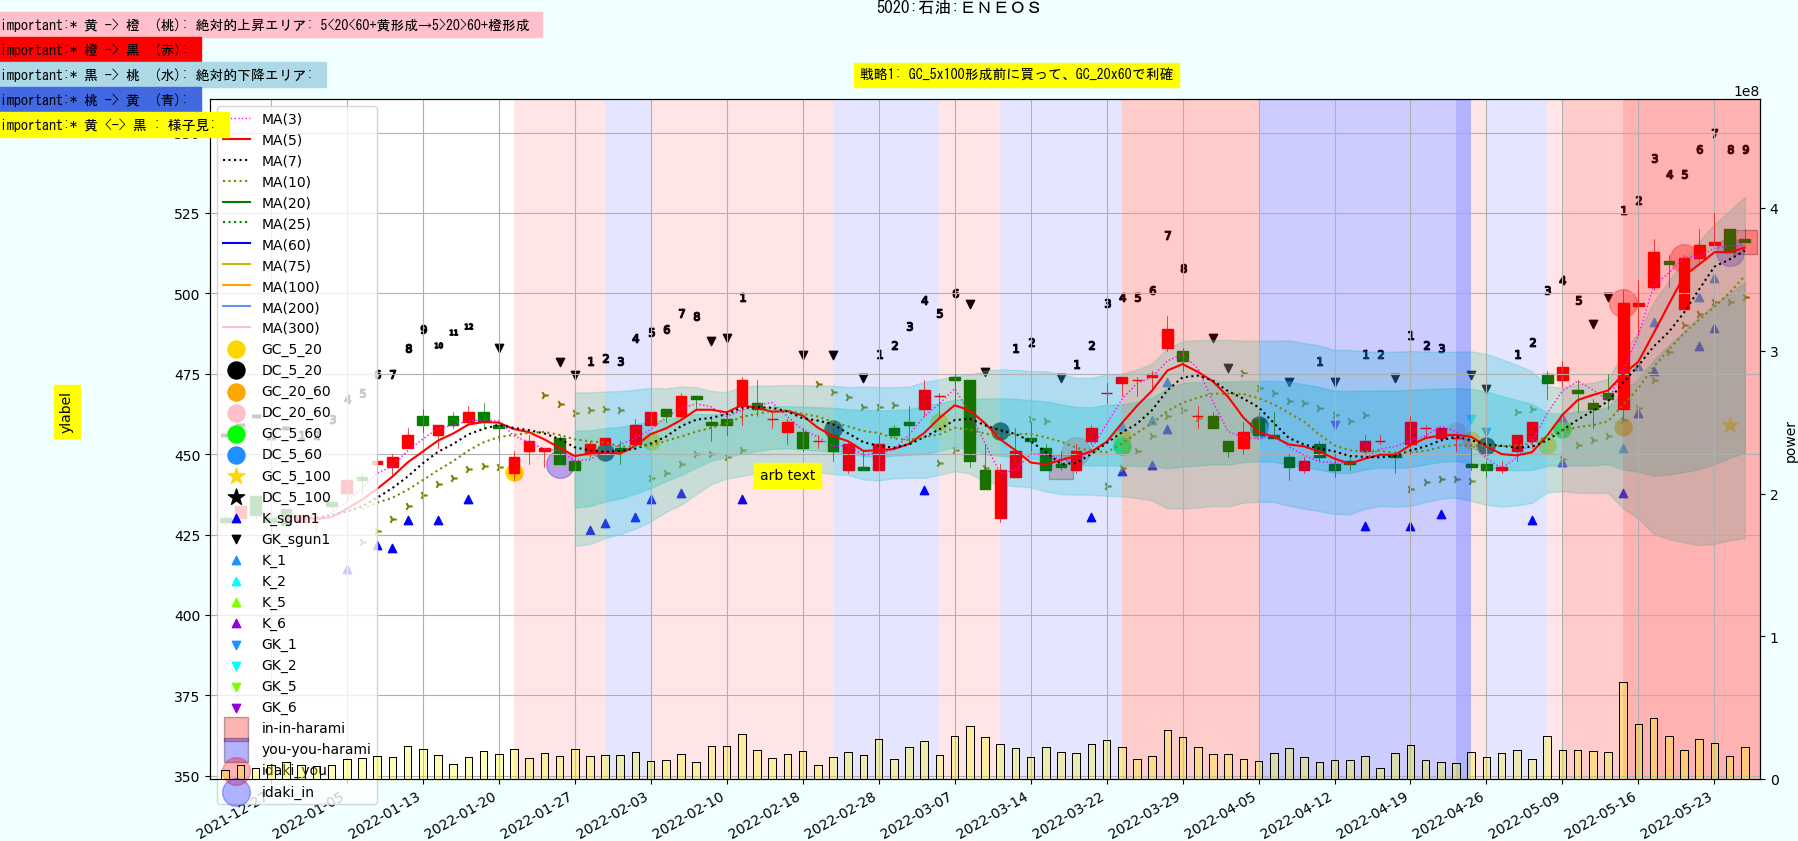 5020:石油:ＥＮＥＯＳ
important:* 黄 -> 橙 （桃）: 絶対的上昇エリア: 5<20<60+黄形成→5>20>60+橙形成
important:* 橙 -> 黒 （赤）:
important:* 黒 -> 桃 （水）: 絶対的下降エリア:
戦略1: GC_5x100形成前に買って、GC_20x60で利確
important:* 桃 -> 黄 （青）:
important:* 黄 <-> 黒 : 様子見:
1e8
MA(3)
MA(5)
MA(7)
MA(10)
MA(20)
MA(25)
MA(60)
MA(75)
MA(100)
MA(200)
MA(300)
GC_5_20
DC_5_20
GC_20_60
DC_20_60
GC_5_60
DC_5_60
GC_5_100
DC_5_100
K_sgun1
GK_sgun1
K_1
K_2
K_5
K_6
GK_1
GK_2
GK_5
GK_6
in-in-harami
you-you-harami
idaki_you
idaki_in
525
500
475
450
425
400
375
350
ylabel
arb text
4
3
2
1
0
power
2022-01-05
2022-01-13
2022-01-20
2022-01-27
2022-02-03
2022-02-10
2022-02-18
2022-02-28
2022-03-07
2022-03-14
2022-03-22
2022-03-29
2022-04-05
2022-04-12
2022-04-19
2022-04-26
2022-05-09
2022-05-16
2022-05-23